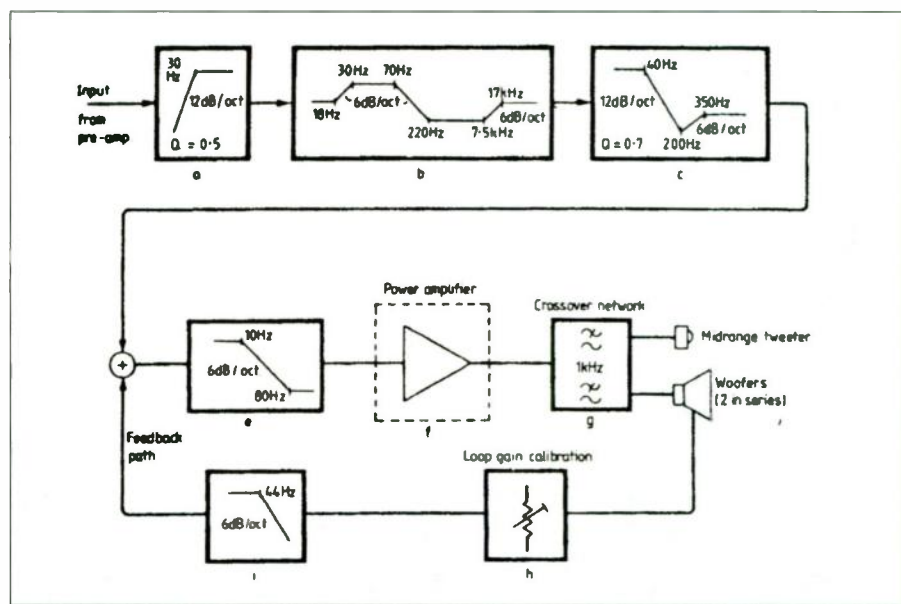 Input
from
pre-amp
30
Hz
12dB/oct
Q = 0·5
a
30Hz 70Hz
6dB/oct
18Hz
220Hz
7·5kHz
17kHz
6dB/oct
b
40Hz
12dB/oct
350Hz
6dB/oct
Q = 0·7
200Hz
c
+
10Hz
6dB/oct
80Hz
e
Power amplifier
f
Crossover network
1kHz
g
Midrange tweeter
Woofers
(2 in series)
Feedback
path
44Hz
6dB/oct
i
Loop gain calibration
h